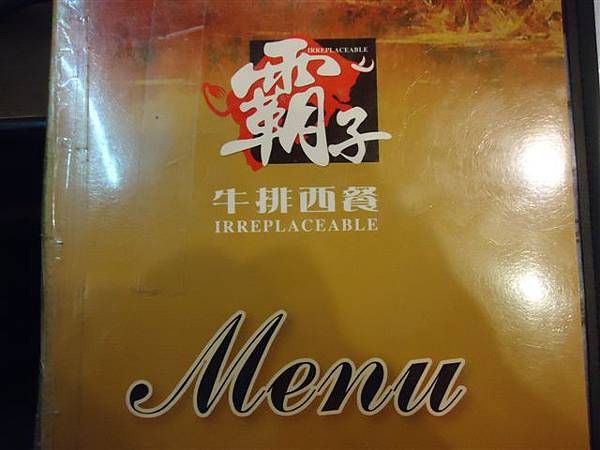 IRREPLACEABLE
霸子
牛排西餐
IRREPLACEABLE
Menu